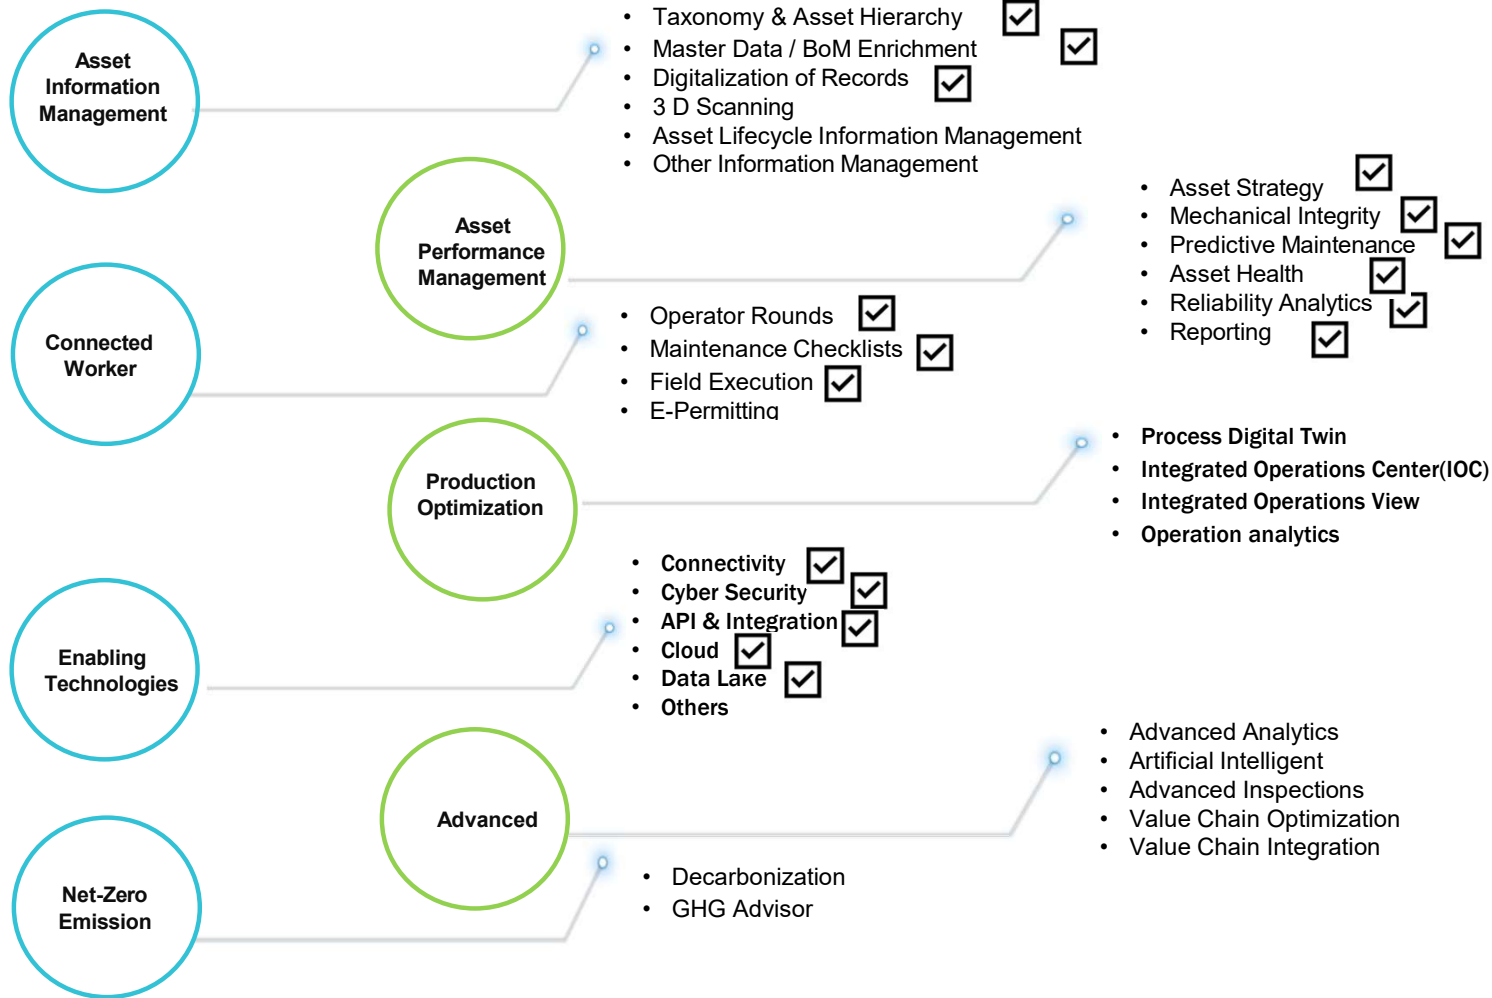 Asset
Information
Management
• Taxonomy & Asset Hierarchy ☑
• Master Data / BoM Enrichment ☑
• Digitalization of Records ☑
• 3 D Scanning
• Asset Lifecycle Information Management
• Other Information Management
Asset
Performance
Management
• Asset Strategy ☑
• Mechanical Integrity ☑
• Predictive Maintenance ☑
• Asset Health ☑
• Reliability Analytics ☑
• Reporting ☑
Connected
Worker
• Operator Rounds ☑
• Maintenance Checklists ☑
• Field Execution ☑
• E-Permitting
Production
Optimization
• Process Digital Twin
• Integrated Operations Center(IOC)
• Integrated Operations View
• Operation analytics
Enabling
Technologies
• Connectivity ☑
• Cyber Security ☑
• API & Integration ☑
• Cloud ☑
• Data Lake ☑
• Others
Advanced
• Advanced Analytics
• Artificial Intelligent
• Advanced Inspections
• Value Chain Optimization
• Value Chain Integration
Net-Zero
Emission
• Decarbonization
• GHG Advisor